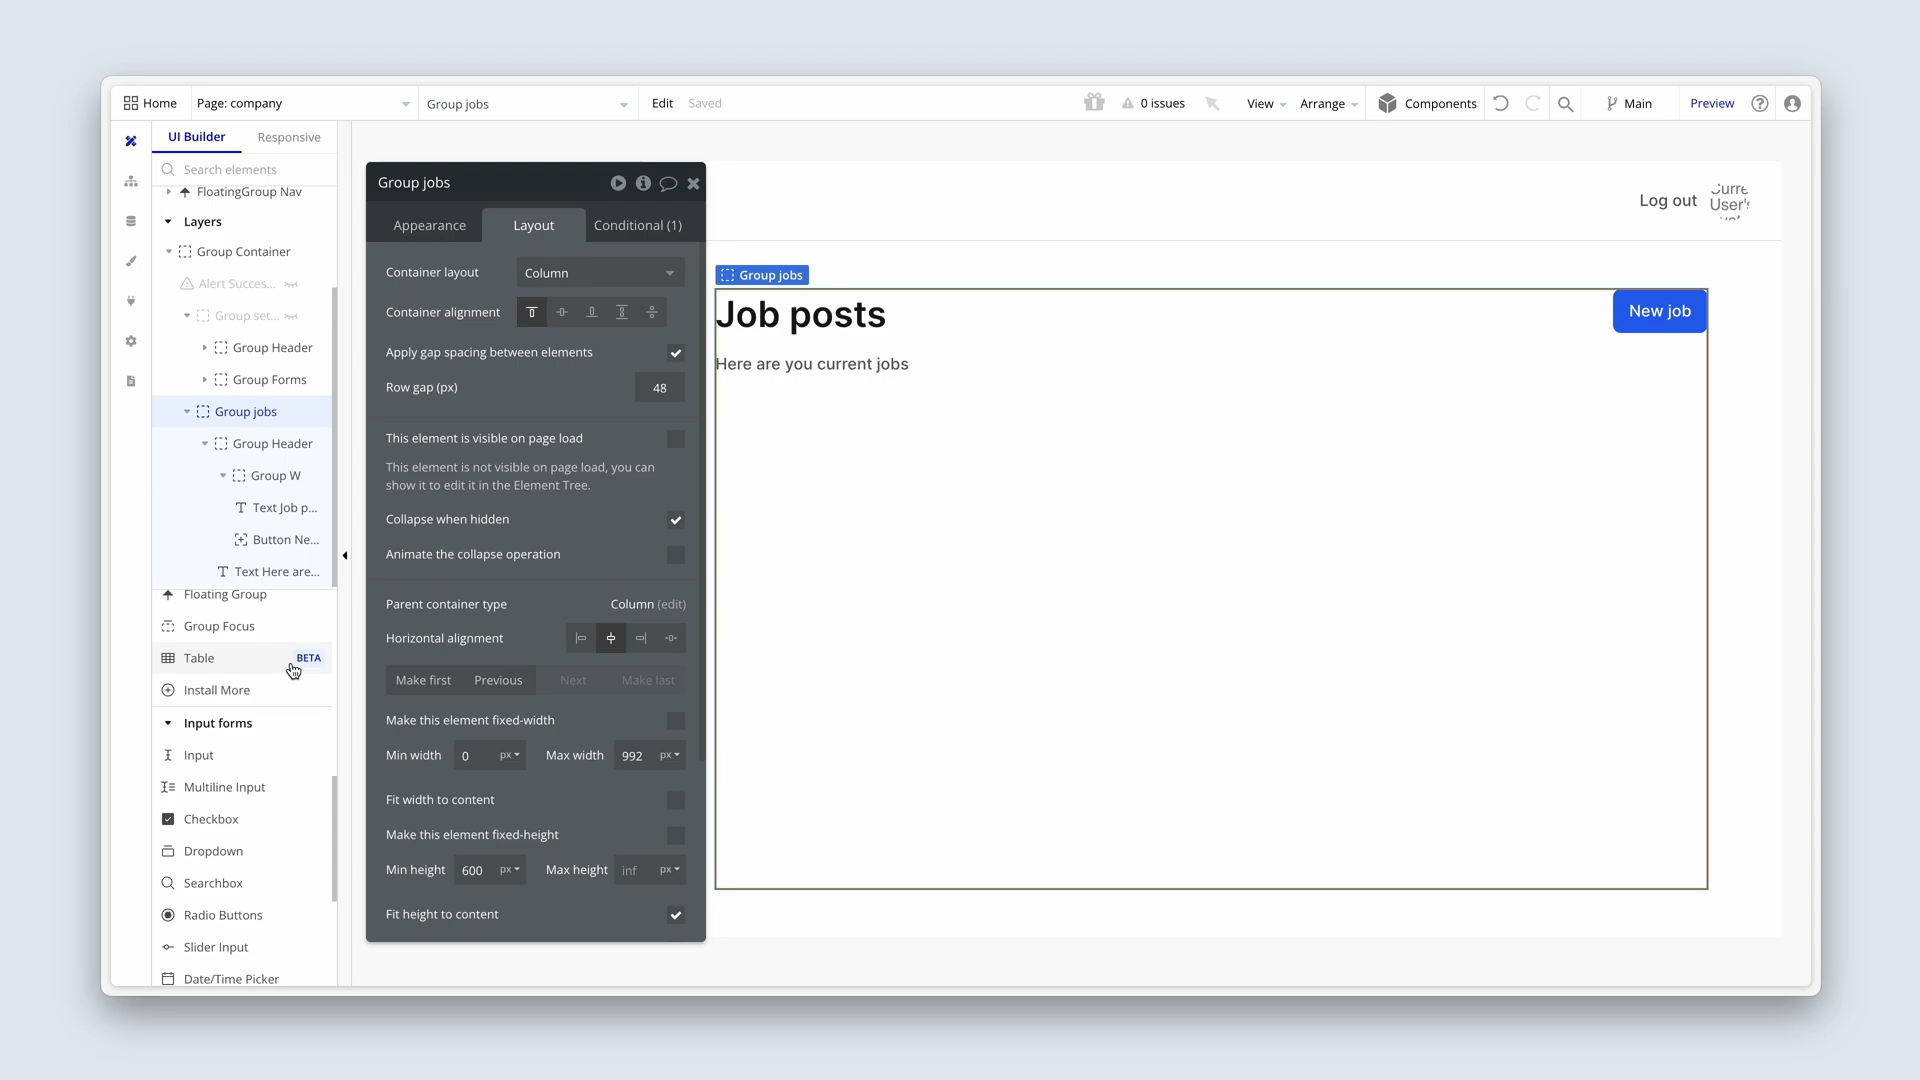 Home
Page: company
Group jobs
Edit
Saved
0 issues
View
Arrange
Components
Main
Preview
UI Builder
Responsive
Search elements
FloatingGroup Nav
Layers
Group Container
Alert Succes...
Group set...
Group Header
Group Forms
Group jobs
Group Header
Group W
Text Job p...
Button Ne...
Text Here are...
Floating Group
Group Focus
Table
BETA
Install More
Input forms
Input
Multiline Input
Checkbox
Dropdown
Searchbox
Radio Buttons
Slider Input
Date/Time Picker
Group jobs
Appearance
Layout
Conditional (1)
Container layout
Column
Container alignment
Apply gap spacing between elements
Row gap (px)
48
This element is visible on page load
This element is not visible on page load, you can
show it to edit it in the Element Tree.
Collapse when hidden
Animate the collapse operation
Parent container type
Column (edit)
Horizontal alignment
Make first
Previous
Next
Make last
Make this element fixed-width
Min width
0
px
Max width
992
px
Fit width to content
Make this element fixed-height
Min height
600
px
Max height
inf
px
Fit height to content
Log out
Curre
User's
Group jobs
Job posts
New job
Here are you current jobs